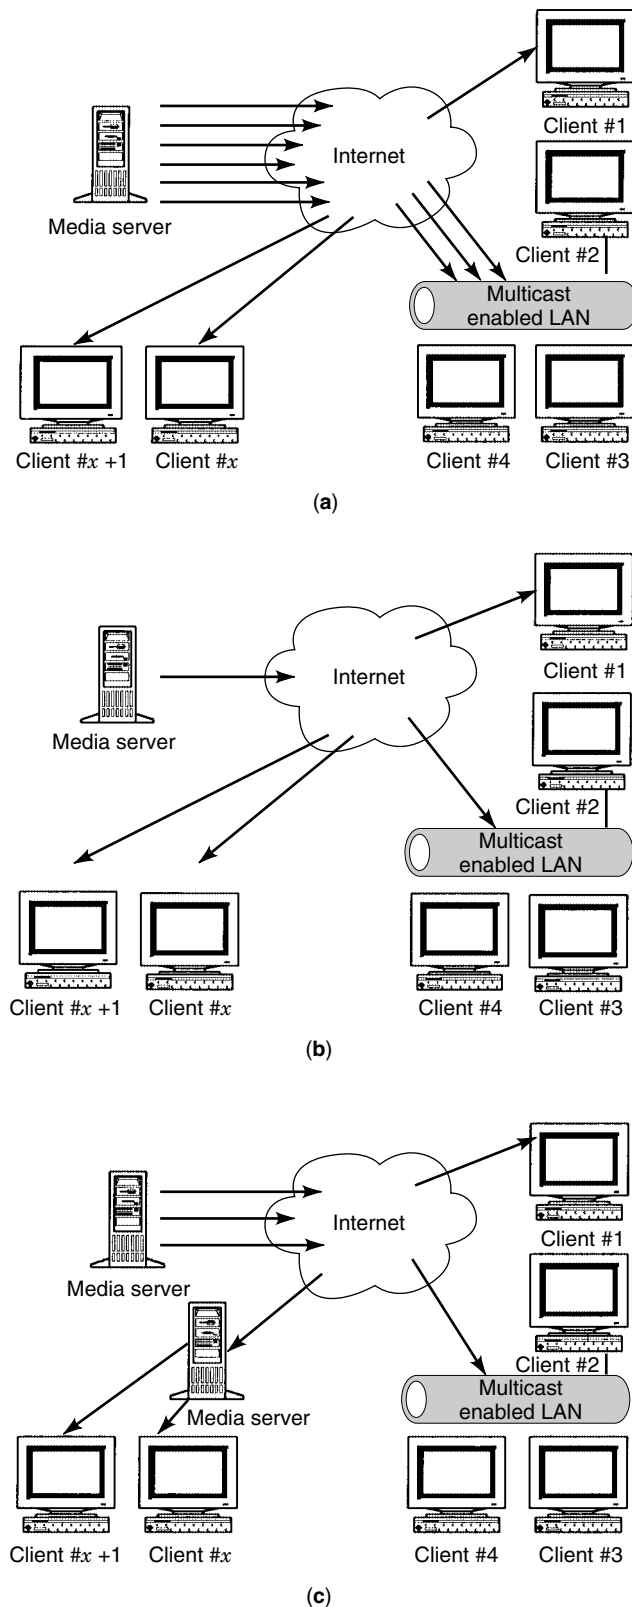 Client #1
Internet
Media server
Client #2
Multicast
enabled LAN
Client #x +1
Client #x
Client #4
Client #3
(a)
Client #1
Internet
Media server
Client #2
Multicast
enabled LAN
Client #x +1
Client #x
Client #4
Client #3
(b)
Internet
Client #1
Media server
Client #2
Multicast
enabled LAN
Media server
Client #x +1
Client #x
Client #4
Client #3
(c)